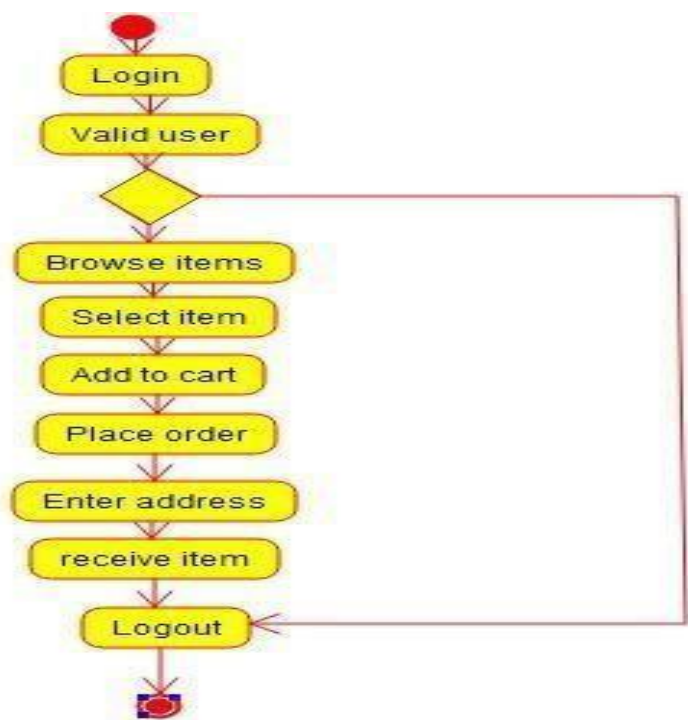 Login
Valid user
Browse items
Select item
Add to cart
Place order
Enter address
receive item
Logout